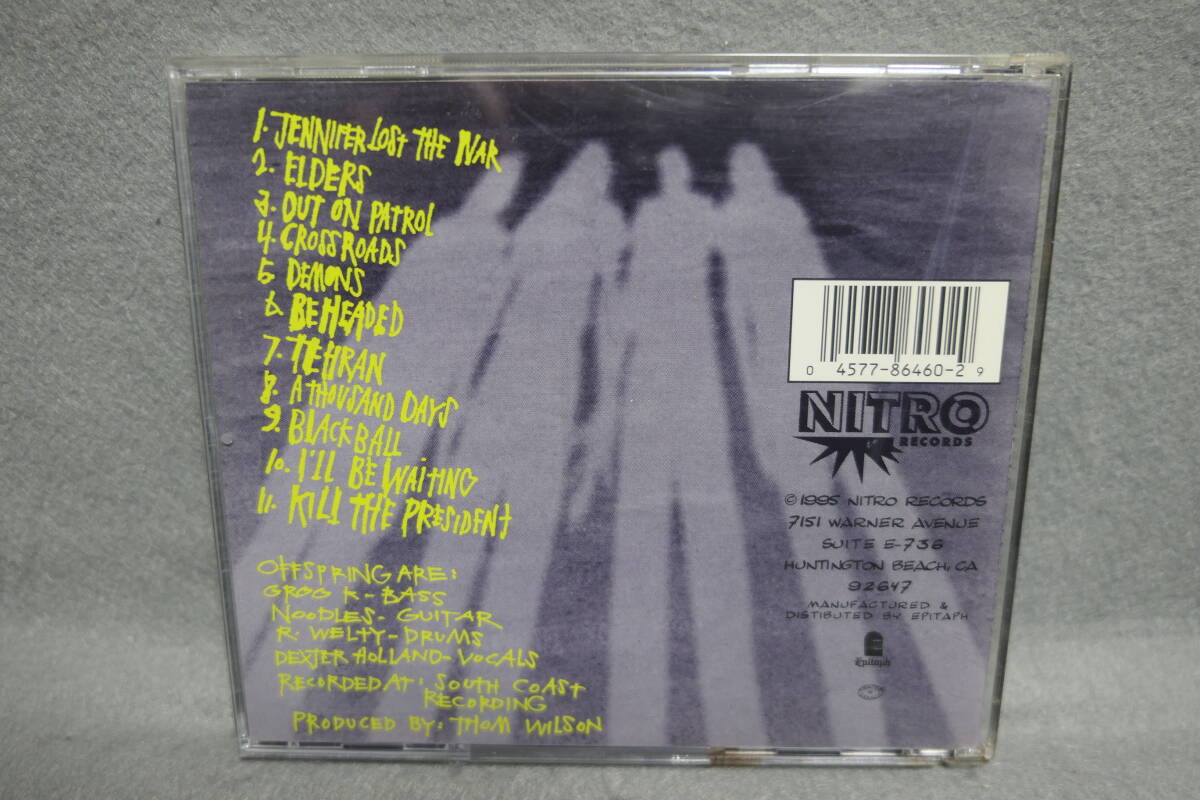 1. JENNIFER LOST THE WAR
2. ELDERS
3. OUT ON PATROL
4. CROSSROADS
5 DEMONS
6 BEHEADED
7. TEHRAN
8. A THOUSAND DAYS
9. BLACKBALL
10. I'LL BE WAITING
11. KILL THE PRESIDENT
OFFSPRING ARE:
GREG K-BASS
NOODLES-GUITAR
R. WELTY-DRUMS
DEXTER HOLLAND-VOCALS
RECORDED AT: SOUTH COAST
RECORDING
PRODUCED BY: THOM WILSON
0 4577-86460-2 9
NITRO
RECORDS
©1995 NITRO RECORDS
7151 WARNER AVENUE
SUITE E-736
HUNTINGTON BEACH, CA
92647
MANUFACTURED &
DISTIBUTED BY EPITAPH
Epitaph